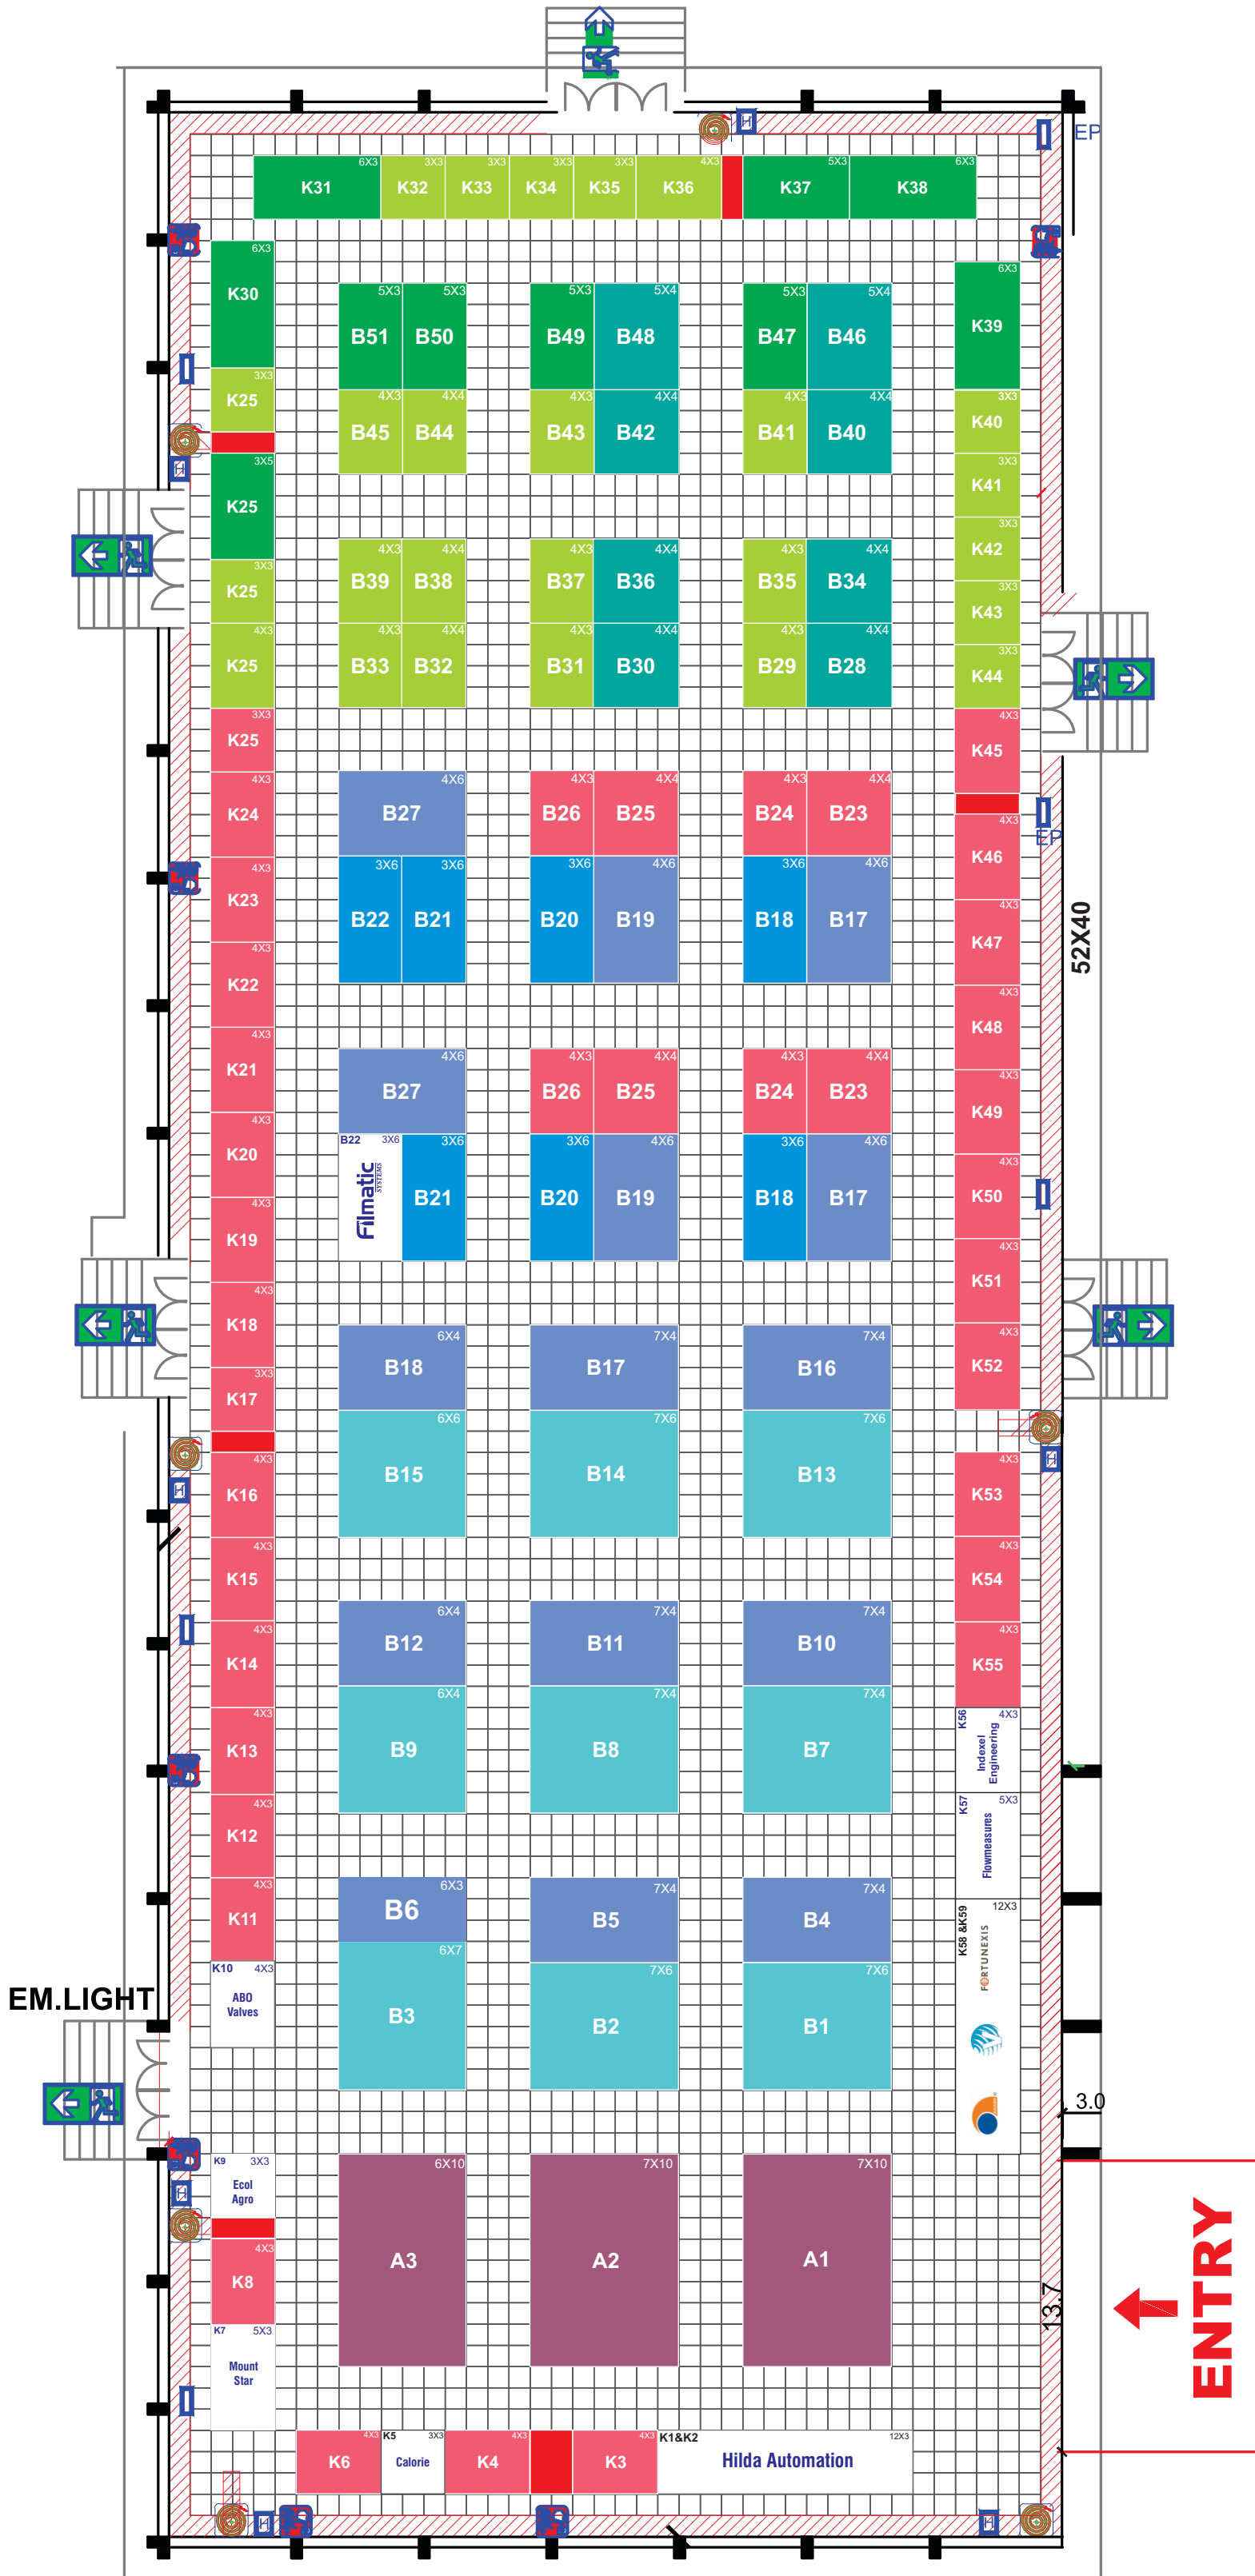 EP
6X3 3X3 3X3 3X3 3X3 4X3 5X3 6X3
K31 K32 K33 K34 K35 K36 K37 K38
6X3
K30
6X3
K39
5X3 5X3 5X3 5X4 5X3 5X4
B51 B50 B49 B48 B47 B46
3X3
K25
4X3 4X4 4X3 4X4 4X3 4X4
B45 B44 B43 B42 B41 B40
3X3
K40
H
3X5
K25
3X3
K41
3X3
K42
3X3
K25
4X3 4X4 4X3 4X4 4X3 4X4
B39 B38 B37 B36 B35 B34
3X3
K43
4X3
K25
4X3 4X4 4X3 4X4 4X3 4X4
B33 B32 B31 B30 B29 B28
3X3
K44
3X3
K25
4X3
K45
4X3
K24
4X6 4X3 4X4 4X3 4X4
B27 B26 B25 B24 B23
4X3
K46
EP
4X3
K23
3X6 3X6 3X6 4X6 3X6 4X6
B22 B21 B20 B19 B18 B17
4X3
K47
52X40
4X3
K22
4X3
K48
4X3
K21
4X6 4X3 4X4 4X3 4X4
B27 B26 B25 B24 B23
4X3
K49
4X3
K20
B22 3X6 3X6 3X6 4X6 3X6 4X6
Filmatic
SYSTEMS
B21 B20 B19 B18 B17
4X3
K50
4X3
K19
4X3
K51
4X3
K18
6X4 7X4 7X4
B18 B17 B16
4X3
K52
3X3
K17
6X6 7X6 7X6
B15 B14 B13
H
4X3
K16
H
4X3
K53
4X3
K15
4X3
K54
4X3
K14
6X4 7X4 7X4
B12 B11 B10
4X3
K55
4X3
K13
6X4 7X4 7X4
B9 B8 B7
K56 4X3
Indexel
Engineering
4X3
K12
K57 5X3
Flowmeasures
4X3
K11
6X3 7X4 7X4
B6 B5 B4
K58 &K59 12X3
FORTUNEXIS
K10 4X3
ABO
Valves
6X7 7X6 7X6
B3 B2 B1
EM.LIGHT
3.0
K9 3X3
Ecol
Agro
H
6X10 7X10 7X10
A3 A2 A1
4X3
K8
13.7
ENTRY
K7 5X3
Mount
Star
4X3 K5 3X3 4X3 4X3 K1&K2 12X3
K6 Calorie K4 K3 Hilda Automation
H H